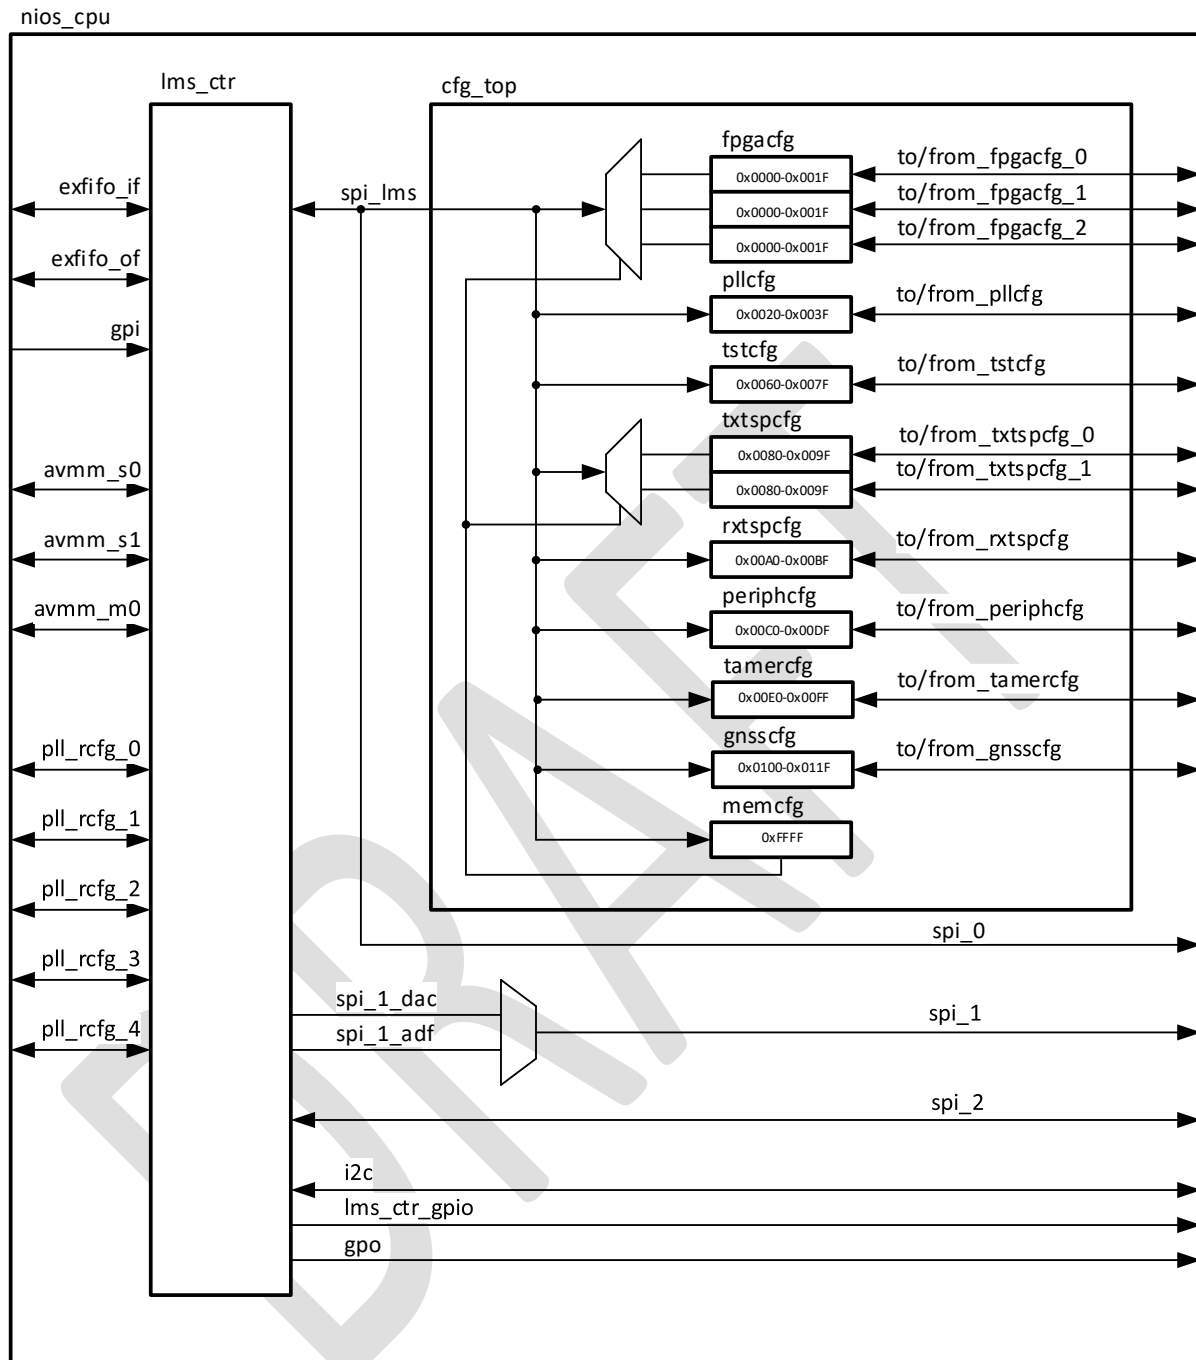 nios_cpu
lms_ctr
cfg_top
fpgacfg
0x0000-0x001F
to/from_fpgacfg_0
exfifo_if
spi_lms
0x0000-0x001F
to/from_fpgacfg_1
0x0000-0x001F
to/from_fpgacfg_2
exfifo_of
pllcfg
0x0020-0x003F
to/from_pllcfg
gpi
tstcfg
0x0060-0x007F
to/from_tstcfg
txtspcfg
0x0080-0x009F
to/from_txtspcfg_0
avmm_s0
0x0080-0x009F
to/from_txtspcfg_1
avmm_s1
rxtspcfg
0x00A0-0x00BF
to/from_rxtspcfg
avmm_m0
periphcfg
0x00C0-0x00DF
to/from_periphcfg
tamercfg
0x00E0-0x00FF
to/from_tamercfg
pll_rcfg_0
gnsscfg
0x0100-0x011F
to/from_gnsscfg
pll_rcfg_1
memcfg
0xFFFF
pll_rcfg_2
spi_0
pll_rcfg_3
spi_1_dac
spi_1
pll_rcfg_4
spi_1_adf
spi_2
i2c
lms_ctr_gpio
gpo
DRAFT